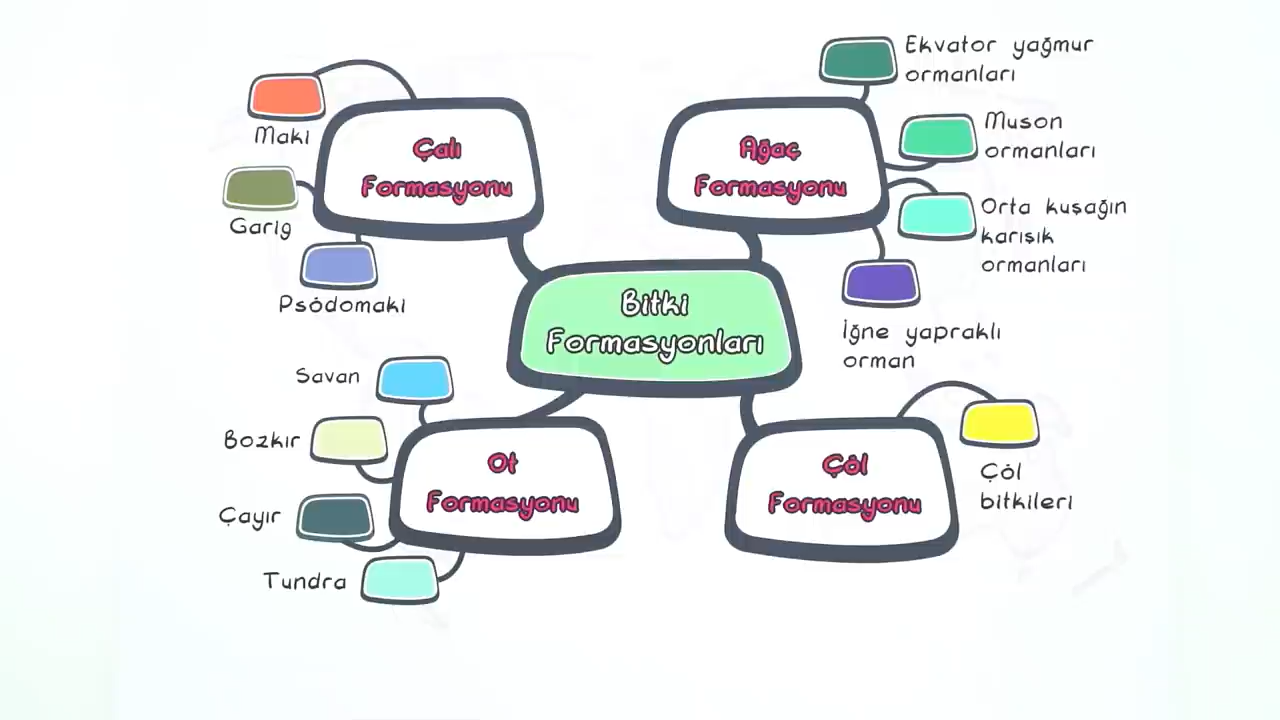 Bitki
Formasyonları
Çalı
Formasyonu
Maki
Garig
Psödomaki
Ağaç
Formasyonu
Ekvator yağmur
ormanları
Muson
ormanları
Orta kuşağın
karışık
ormanları
İğne yapraklı
orman
Ot
Formasyonu
Savan
Bozkır
Çayır
Tundra
Çöl
Formasyonu
Çöl
bitkileri